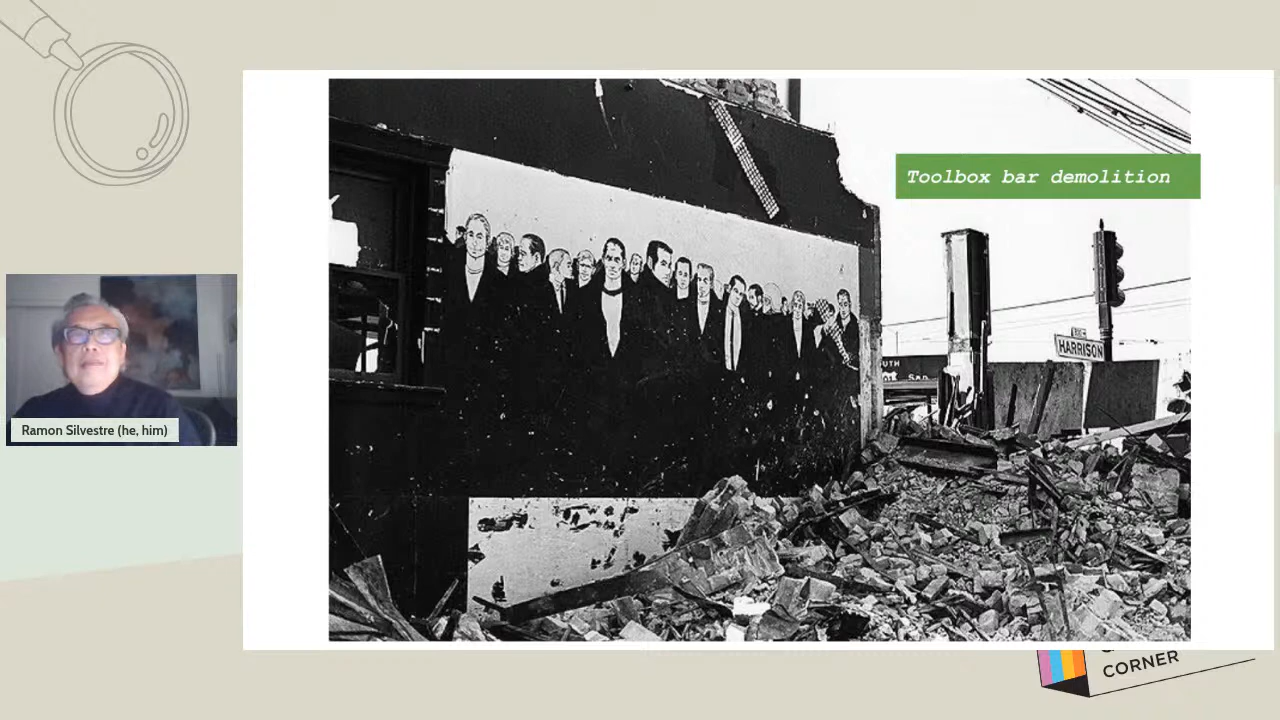 Toolbox bar demolition
HARRISON
Ramon Silvestre (he, him)
CORNER